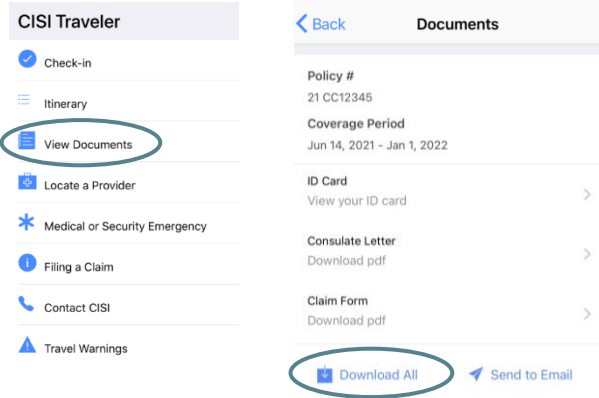 CISI Traveler
Check-in
Itinerary
View Documents
Locate a Provider
Medical or Security Emergency
Filing a Claim
Contact CISI
Travel Warnings
Back
Documents
Policy #
21 CC12345
Coverage Period
Jun 14, 2021 - Jan 1, 2022
ID Card
View your ID card
Consulate Letter
Download pdf
Claim Form
Download pdf
Download All
Send to Email